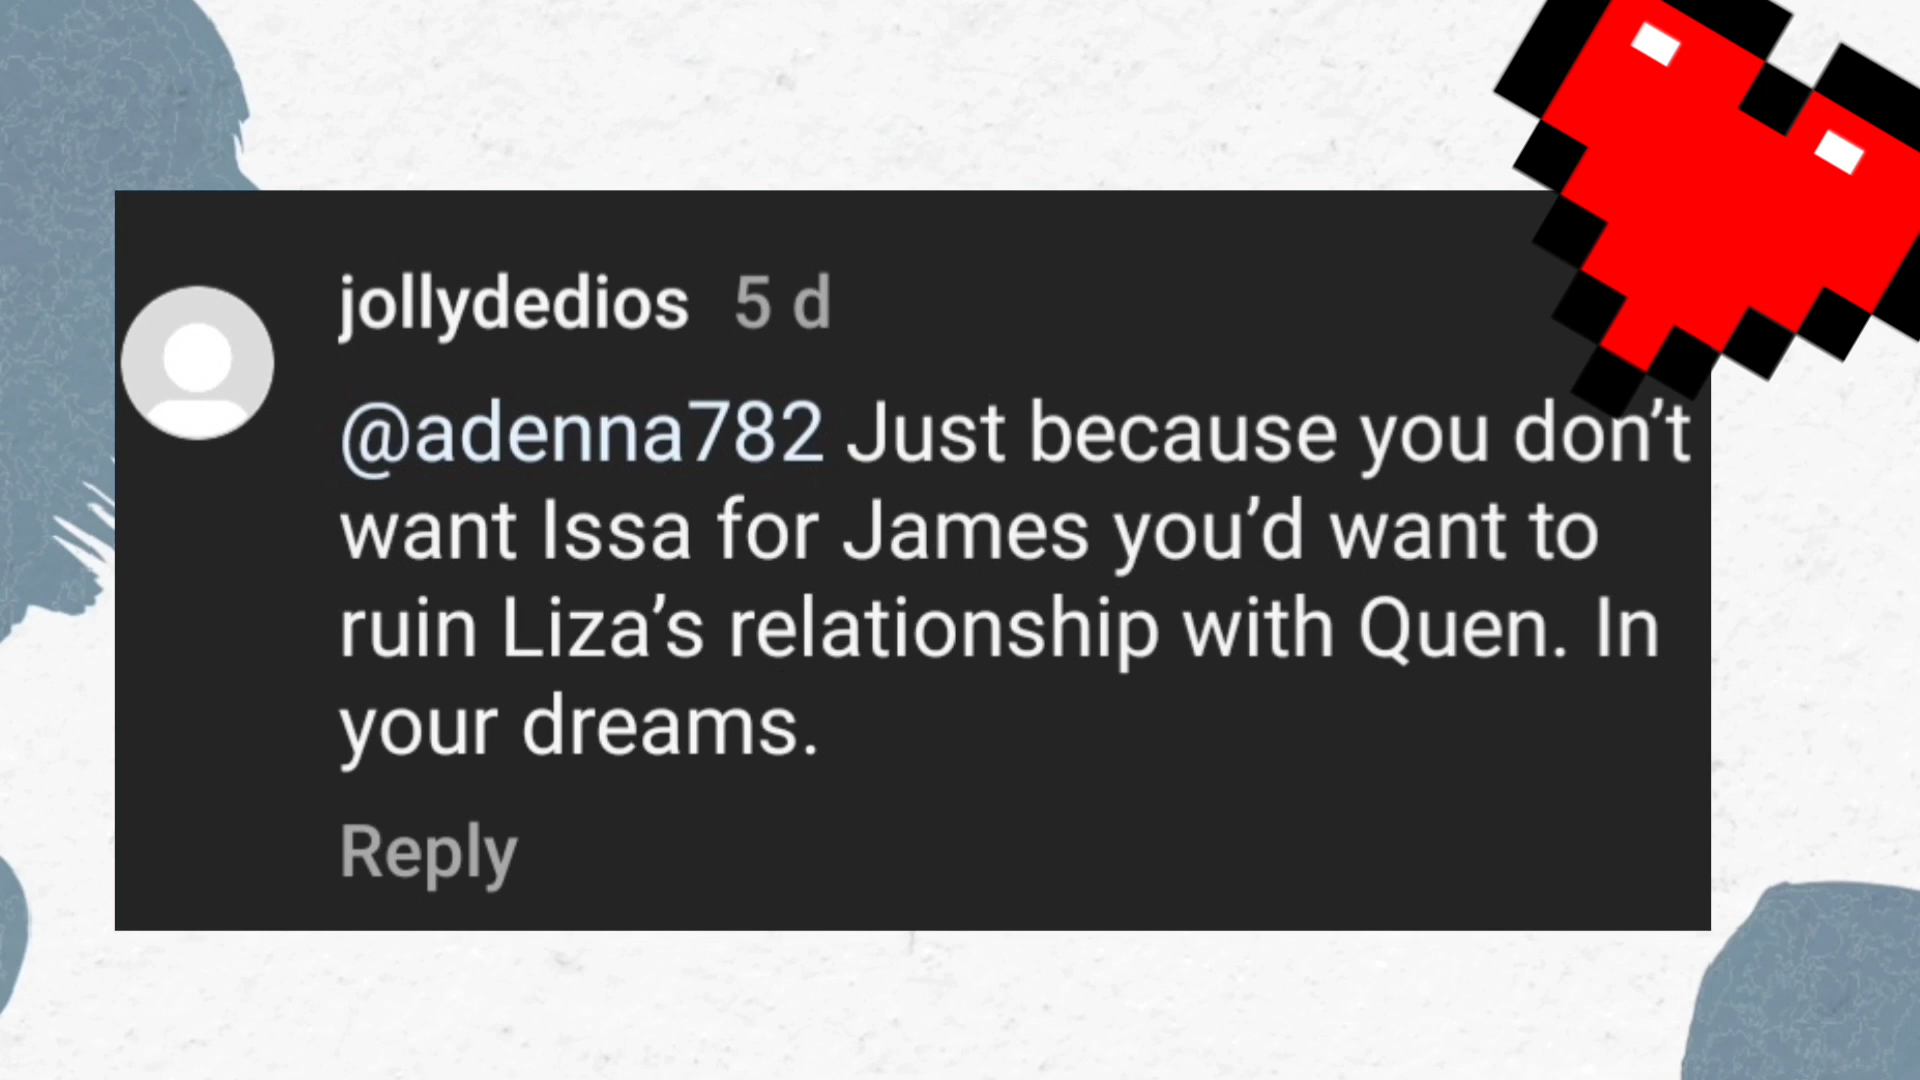 jollydedios 5 d
@adenna782 Just because you don’t
want Issa for James you’d want to
ruin Liza’s relationship with Quen. In
your dreams.
Reply